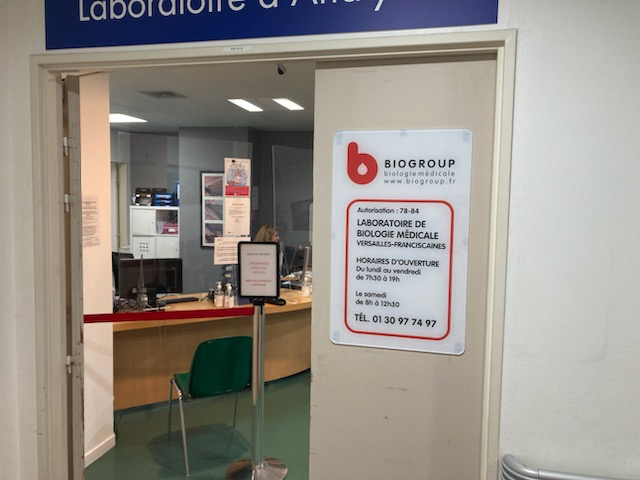 Laboratoire d'Analy
BIOGROUP
biologie médicale
www.biogroup.fr
Autorisation : 78-84
LABORATOIRE DE
BIOLOGIE MÉDICALE
VERSAILLES-FRANCISCAINES
HORAIRES D'OUVERTURE
Du lundi au vendredi
de 7h30 à 19h
Le samedi
de 8h à 12h30
TÉL. 01 30 97 74 97